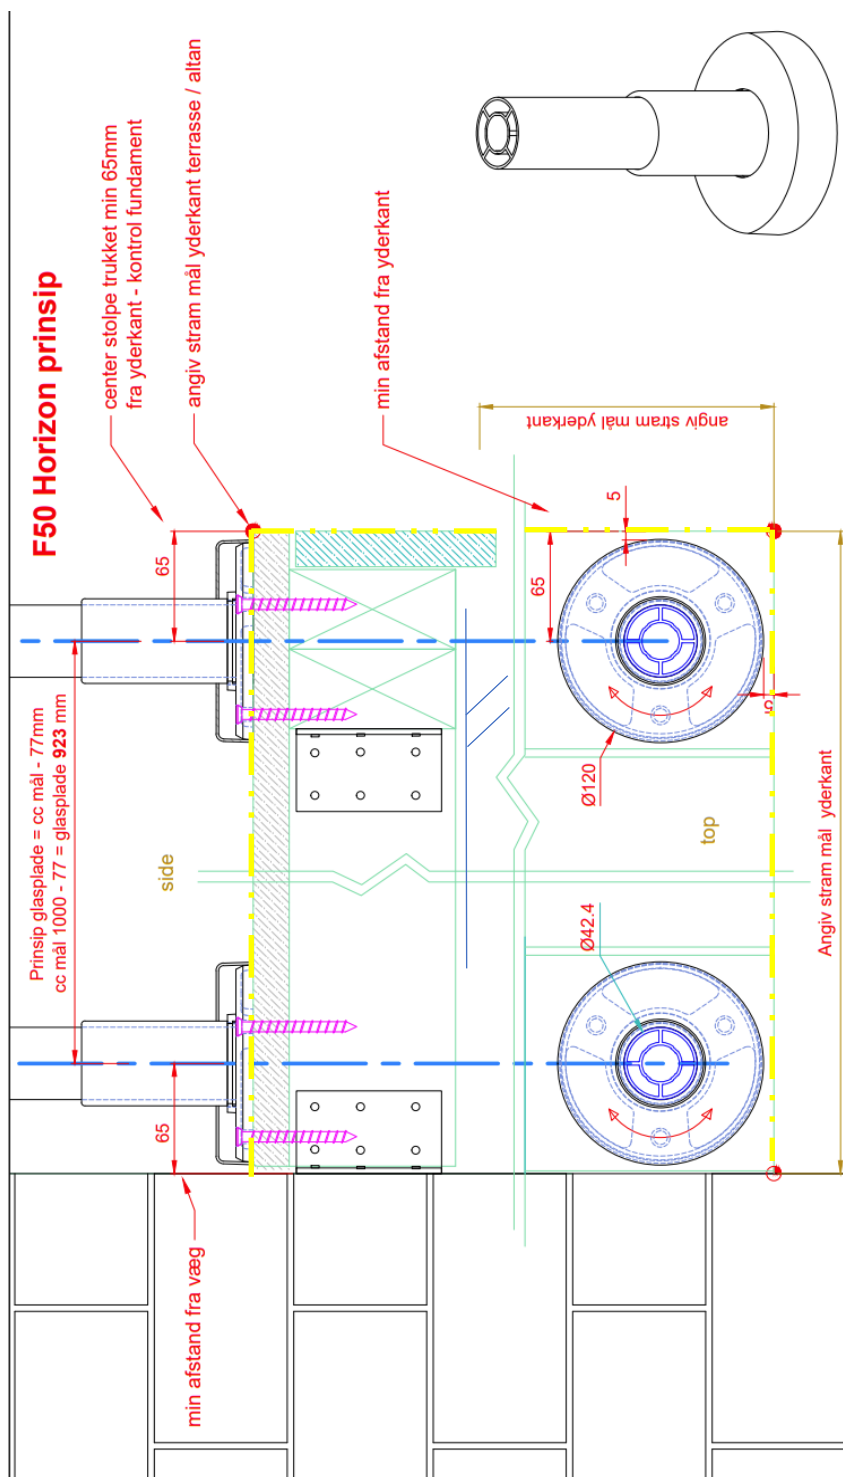 F50 Horizon prinsip
center stolpe trukket min 65mm
fra yderkant - kontrol fundament
angiv stram mål yderkant terrasse / altan
min afstand fra yderkant
Prinsip glasplade = cc mål - 77mm
cc mål 1000 - 77 = glasplade 923 mm
65
65
side
min afstand fra væg
angiv stram mål yderkant
5
65
5
Ø120
top
Ø42.4
Angiv stram mål yderkant